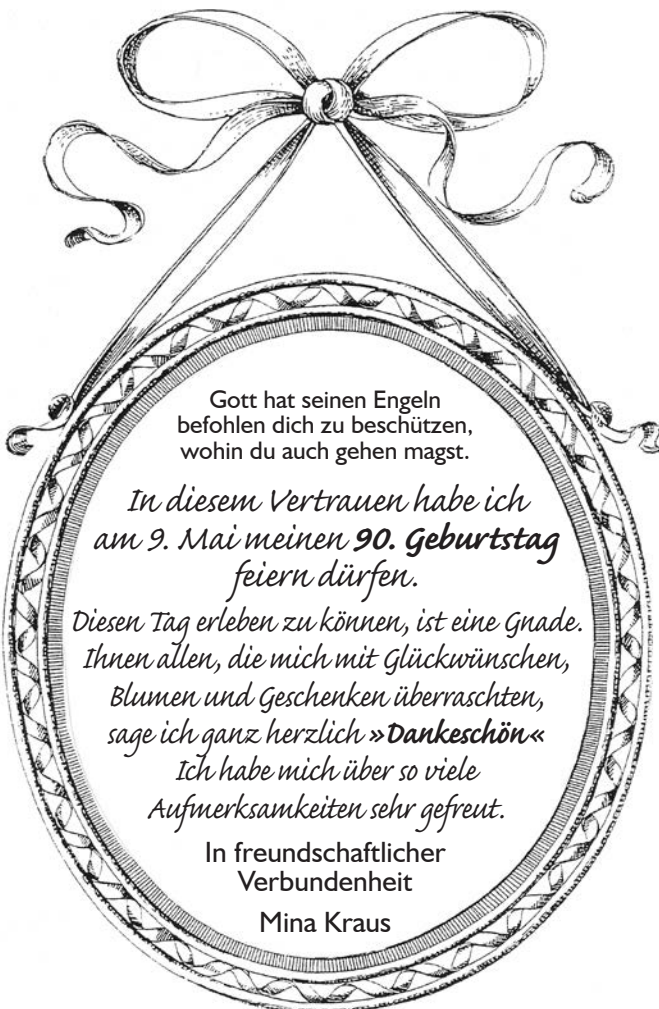 Gott hat seinen Engeln
befohlen dich zu beschützen,
wohin du auch gehen magst.
In diesem Vertrauen habe ich
am 9. Mai meinen 90. Geburtstag
feiern dürfen.
Diesen Tag erleben zu können, ist eine Gnade.
Ihnen allen, die mich mit Glückwünschen,
Blumen und Geschenken überraschten,
sage ich ganz herzlich »Dankeschön«
Ich habe mich über so viele
Aufmerksamkeiten sehr gefreut.
In freundschaftlicher
Verbundenheit
Mina Kraus